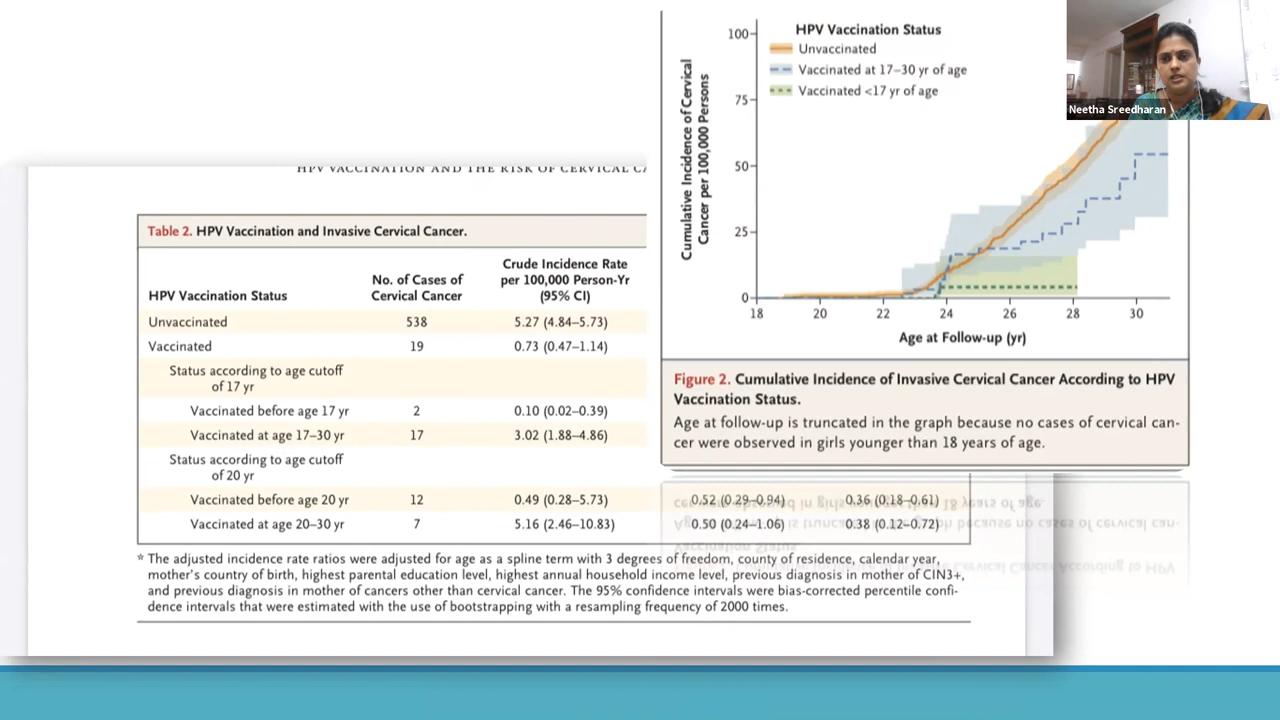 HPV VACCINATION AND THE RISK OF CERVICAL
Table 2. HPV Vaccination and Invasive Cervical Cancer.
HPV Vaccination Status
No. of Cases of
Cervical Cancer
Crude Incidence Rate
per 100,000 Person-Yr
(95% CI)
Unvaccinated 538 5.27 (4.84–5.73)
Vaccinated 19 0.73 (0.47–1.14)
Status according to age cutoff
of 17 yr
Vaccinated before age 17 yr 2 0.10 (0.02–0.39)
Vaccinated at age 17–30 yr 17 3.02 (1.88–4.86)
Status according to age cutoff
of 20 yr
Vaccinated before age 20 yr 12 0.49 (0.28–5.73) 0.52 (0.29–0.94) 0.36 (0.18–0.61)
Vaccinated at age 20–30 yr 7 5.16 (2.46–10.83) 0.50 (0.24–1.06) 0.38 (0.12–0.72)
* The adjusted incidence rate ratios were adjusted for age as a spline term with 3 degrees of freedom, county of residence, calendar year,
mother's country of birth, highest parental education level, highest annual household income level, previous diagnosis in mother of CIN3+,
and previous diagnosis in mother of cancers other than cervical cancer. The 95% confidence intervals were bias-corrected percentile confi-
dence intervals that were estimated with the use of bootstrapping with a resampling frequency of 2000 times.
Cumulative Incidence of Cervical
Cancer per 100,000 Persons
100
75
50
25
0
HPV Vaccination Status
Unvaccinated
Vaccinated at 17–30 yr of age
Vaccinated <17 yr of age
18 20 22 24 26 28 30
Age at Follow-up (yr)
Figure 2. Cumulative Incidence of Invasive Cervical Cancer According to HPV
Vaccination Status.
Age at follow-up is truncated in the graph because no cases of cervical can-
cer were observed in girls younger than 18 years of age.
Neetha Sreedharan